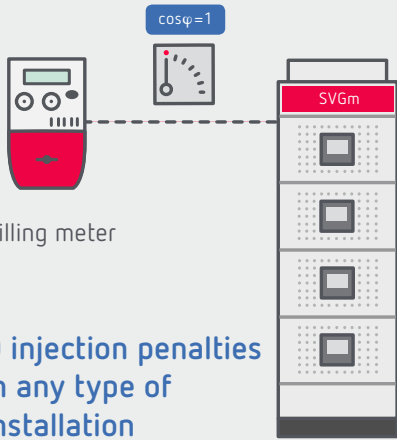 cosφ=1
SVGm
illing meter
injection penalties
n any type of
nstallation